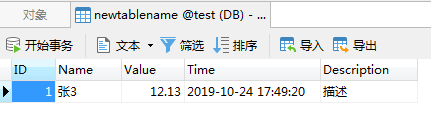 对象 newtablename @test (DB) - ...
开始事务 文本 筛选 排序 导入 导出
ID Name Value Time Description
1 张3 12.13 2019-10-24 17:49:20 描述